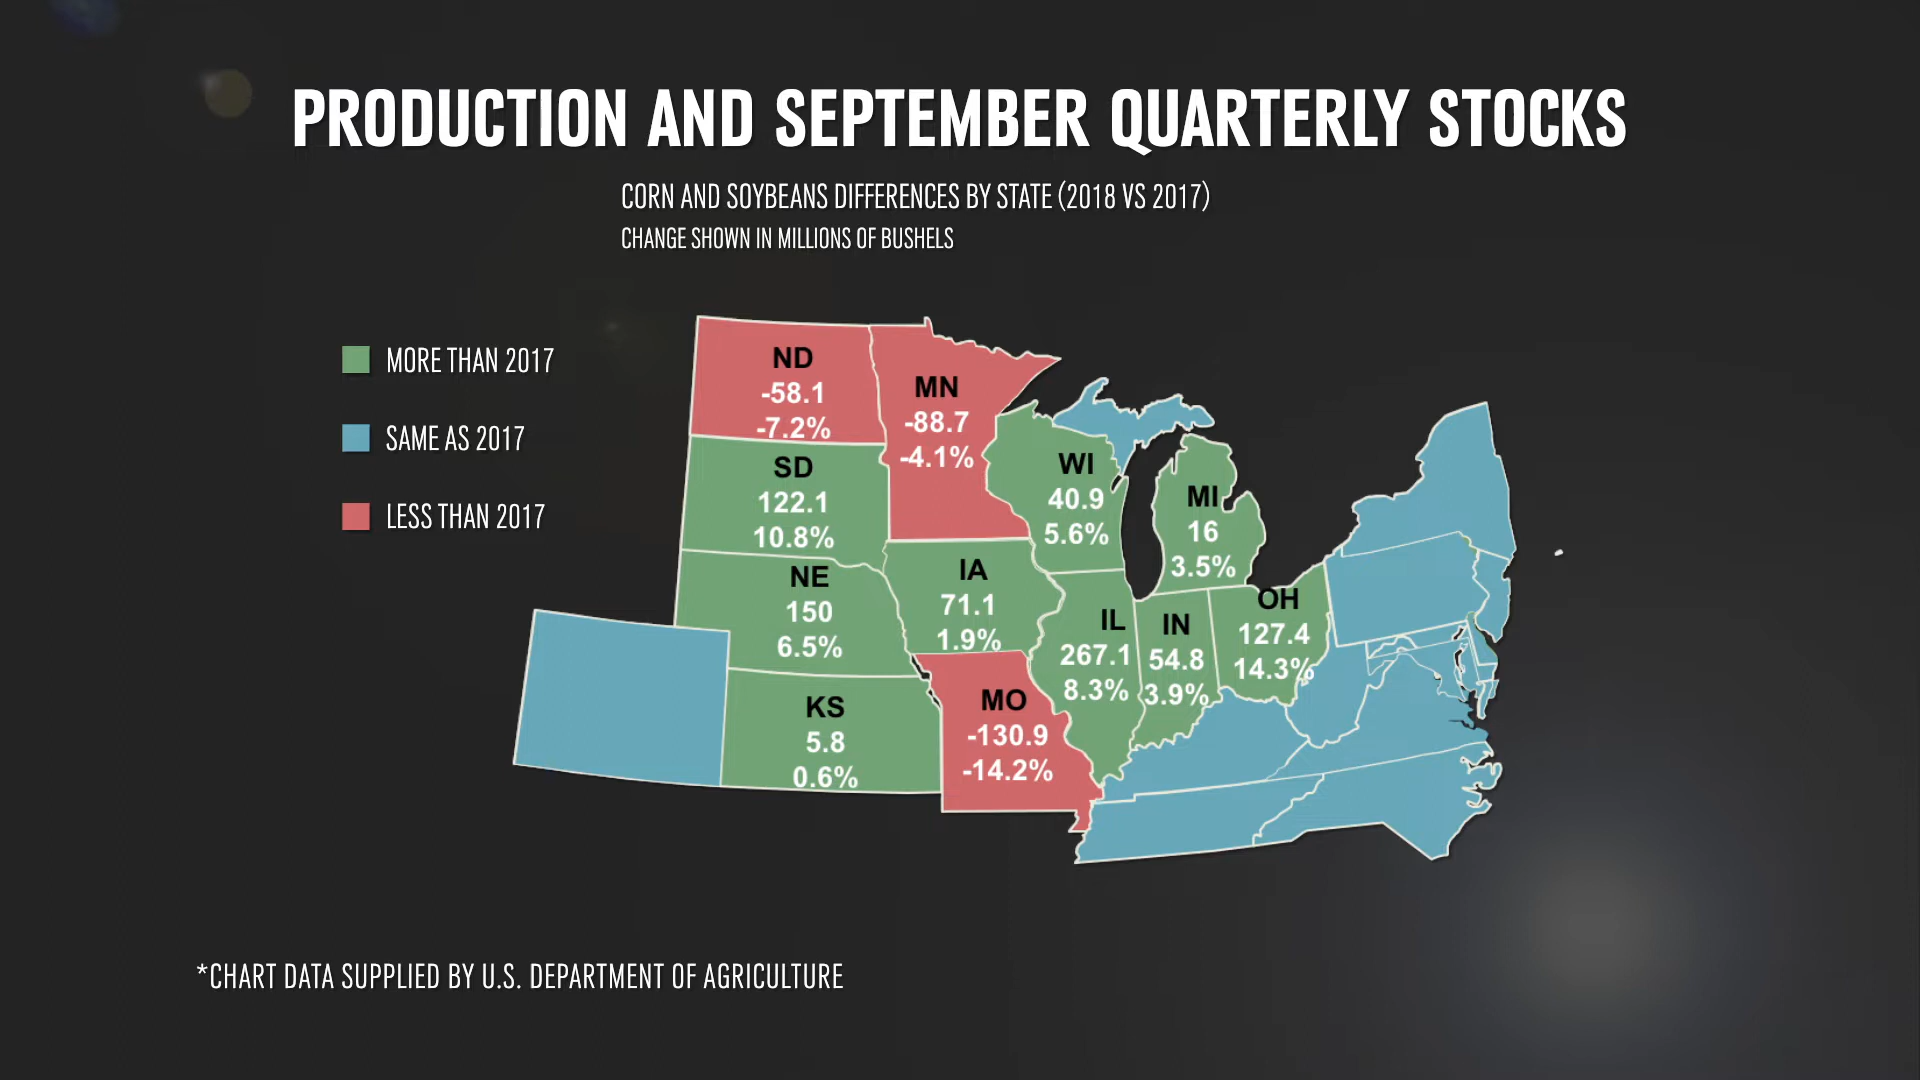 PRODUCTION AND SEPTEMBER QUARTERLY STOCKS
CORN AND SOYBEANS DIFFERENCES BY STATE (2018 VS 2017)
CHANGE SHOWN IN MILLIONS OF BUSHELS
MORE THAN 2017
SAME AS 2017
LESS THAN 2017
ND
-58.1
-7.2%
MN
-88.7
-4.1%
SD
122.1
10.8%
WI
40.9
5.6%
MI
16
3.5%
NE
150
6.5%
IA
71.1
1.9%
IL
267.1
8.3%
IN
54.8
3.9%
OH
127.4
14.3%
KS
5.8
0.6%
MO
-130.9
-14.2%
*CHART DATA SUPPLIED BY U.S. DEPARTMENT OF AGRICULTURE